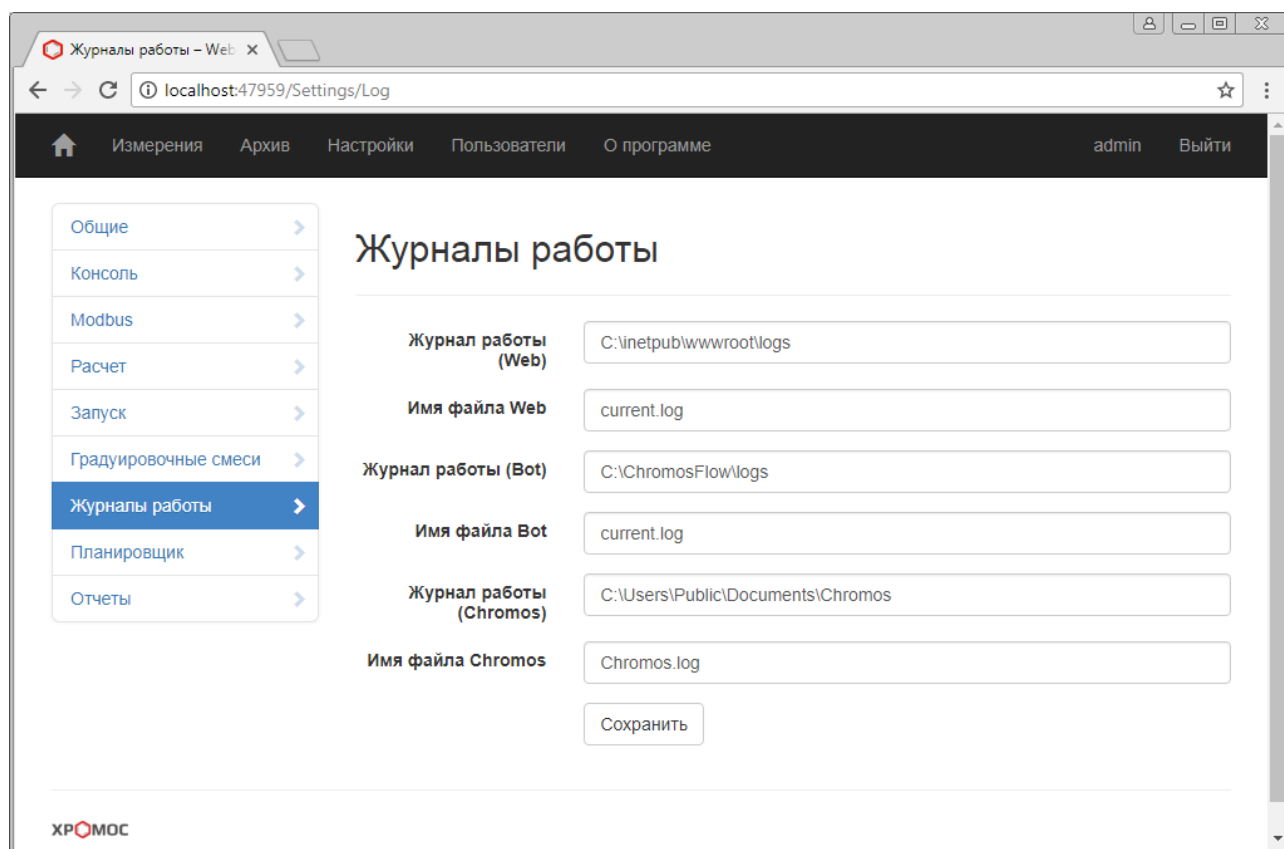 Журналы работы – Web
localhost:47959/Settings/Log
Измерения Архив Настройки Пользователи О программе admin Выйти
Общие
Консоль
Modbus
Расчет
Запуск
Градуировочные смеси
Журналы работы
Планировщик
Отчеты
Журналы работы
Журнал работы
(Web)
C:\inetpub\wwwroot\logs
Имя файла Web
current.log
Журнал работы (Bot)
C:\ChromosFlow\logs
Имя файла Bot
current.log
Журнал работы
(Chromos)
C:\Users\Public\Documents\Chromos
Имя файла Chromos
Chromos.log
Сохранить
ХРОМОС